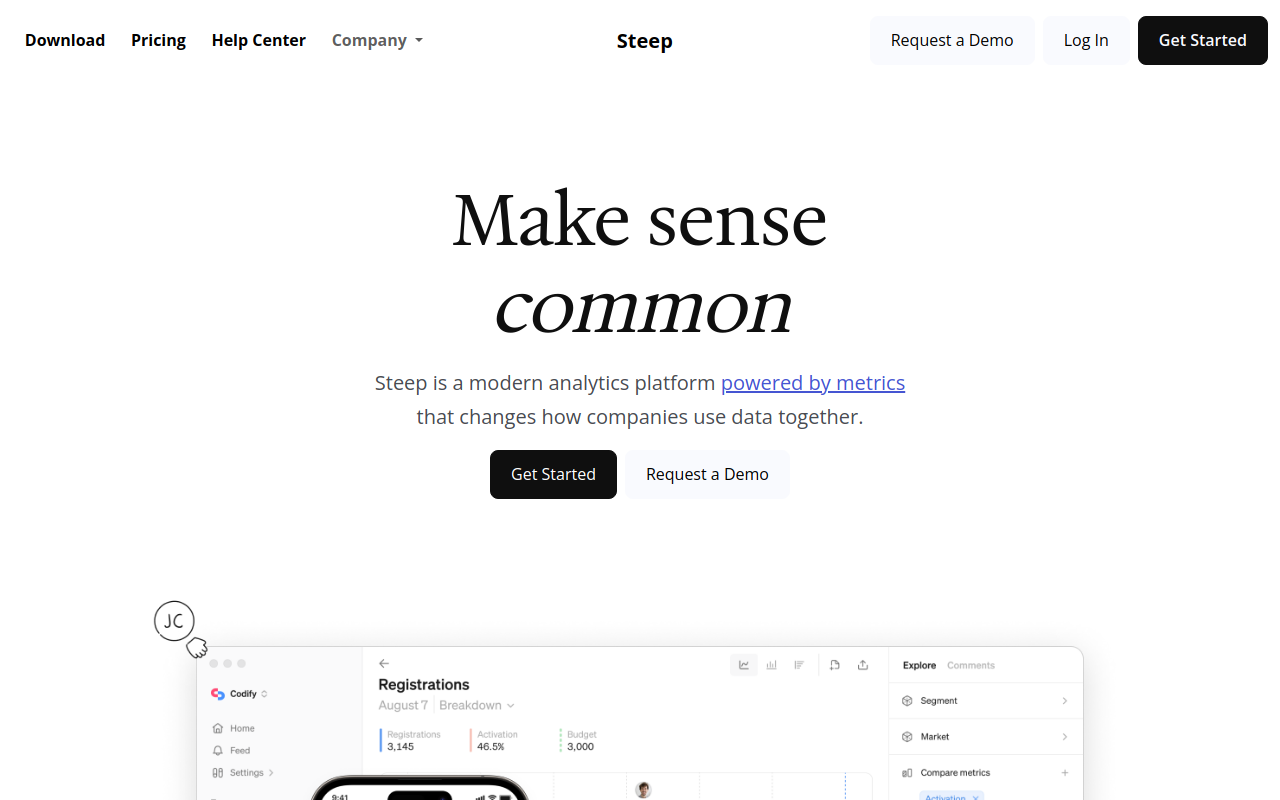 Download Pricing Help Center Company
Steep
Request a Demo Log In Get Started
Make sense
common
Steep is a modern analytics platform powered by metrics
that changes how companies use data together.
Get Started Request a Demo
JC
Codify
Home
Feed
Settings
Registrations
August 7 Breakdown
Registrations Activation Budget
3,145 46.5% 3,000
9:41
Explore Comments
Segment
Market
Compare metrics
Activation